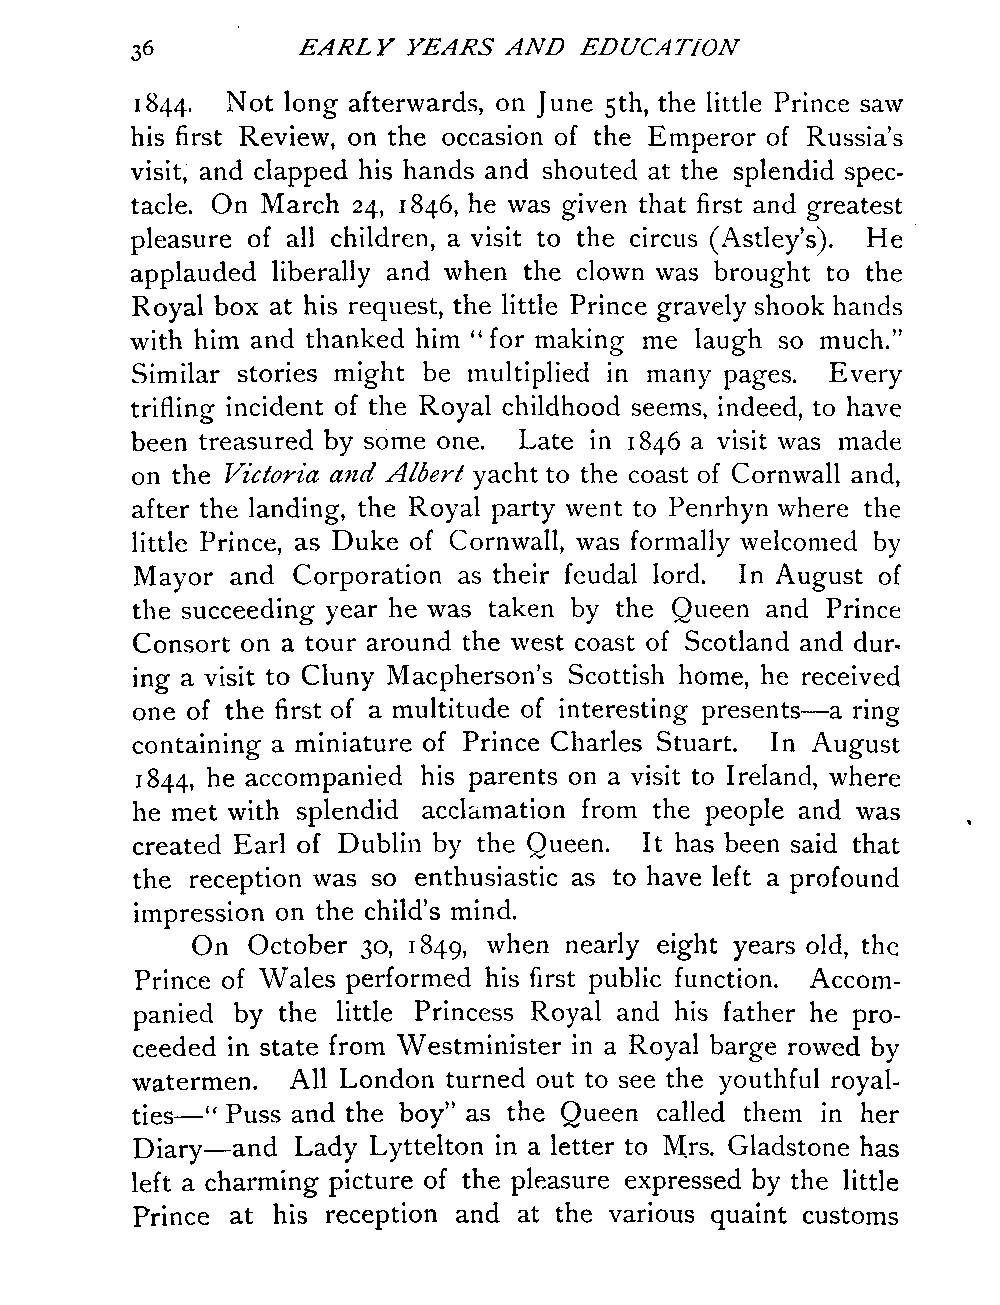 36 EARLY YEARS AND EDUCATION
1844. Not long afterwards, on June 5th, the little Prince saw
his first Review, on the occasion of the Emperor of Russia's
visit, and clapped his hands and shouted at the splendid spec-
tacle. On March 24, 1846, he was given that first and greatest
pleasure of all children, a visit to the circus (Astley's). He
applauded liberally and when the clown was brought to the
Royal box at his request, the little Prince gravely shook hands
with him and thanked him "for making me laugh so much."
Similar stories might be multiplied in many pages. Every
trifling incident of the Royal childhood seems, indeed, to have
been treasured by some one. Late in 1846 a visit was made
on the Victoria and Albert yacht to the coast of Cornwall and,
after the landing, the Royal party went to Penrhyn where the
little Prince, as Duke of Cornwall, was formally welcomed by
Mayor and Corporation as their feudal lord. In August of
the succeeding year he was taken by the Queen and Prince
Consort on a tour around the west coast of Scotland and dur-
ing a visit to Cluny Macpherson's Scottish home, he received
one of the first of a multitude of interesting presents—a ring
containing a miniature of Prince Charles Stuart. In August
1844, he accompanied his parents on a visit to Ireland, where
he met with splendid acclamation from the people and was
created Earl of Dublin by the Queen. It has been said that
the reception was so enthusiastic as to have left a profound
impression on the child's mind.
On October 30, 1849, when nearly eight years old, the
Prince of Wales performed his first public function. Accom-
panied by the little Princess Royal and his father he pro-
ceeded in state from Westminister in a Royal barge rowed by
watermen. All London turned out to see the youthful royal-
ties—"Puss and the boy" as the Queen called them in her
Diary—and Lady Lyttelton in a letter to Mrs. Gladstone has
left a charming picture of the pleasure expressed by the little
Prince at his reception and at the various quaint customs